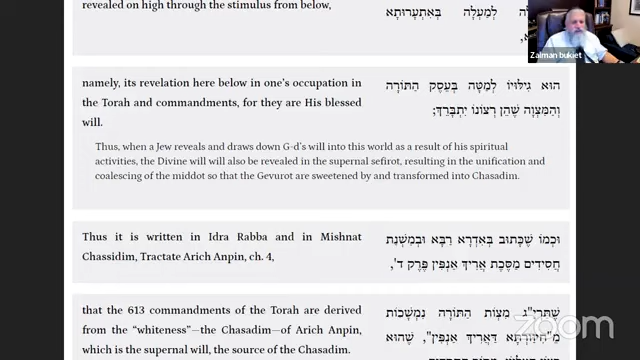 revealed on high through the stimulus from below,
לְמַעְלָה בְּאִתְעֲרוּתָא
Zalman bukiet
namely, its revelation here below in one's occupation in
the Torah and commandments, for they are His blessed
will.
הוּא גִּילּוּיוֹ לְמַטָּה בְּעֵסֶק הַתּוֹרָה
וְהַמִּצְוָה שֶׁהֵן רְצוֹנוֹ יִתְבָּרֵךְ;
Thus, when a Jew reveals and draws down G-d's will into this world as a result of his spiritual
activities, the Divine will will also be revealed in the supernal sefirot, resulting in the unification and
coalescing of the middot so that the Gevurot are sweetened by and transformed into Chasadim.
Thus it is written in Idra Rabba and in Mishnat
Chassidim, Tractate Arich Anpin, ch. 4,
וּכְמוֹ שֶׁכָּתוּב בְּאִידְרָא רַבָּא וּבְמִשְׁנַת
חֲסִידִים מַסֶּכֶת אֲרִיךְ אַנְפִּין פֶּרֶק ד',
that the 613 commandments of the Torah are derived
from the “whiteness”—the Chasadim—of Arich Anpin,
which is the supernal will, the source of the Chasadim.
שֶׁתַּרְיַ"ג מִצְוֹת הַתּוֹרָה נִמְשָׁכוֹת
מֵ"חִיוַּרְתָּא דַּאֲרִיךְ אַנְפִּין", שֶׁהוּא
zoom